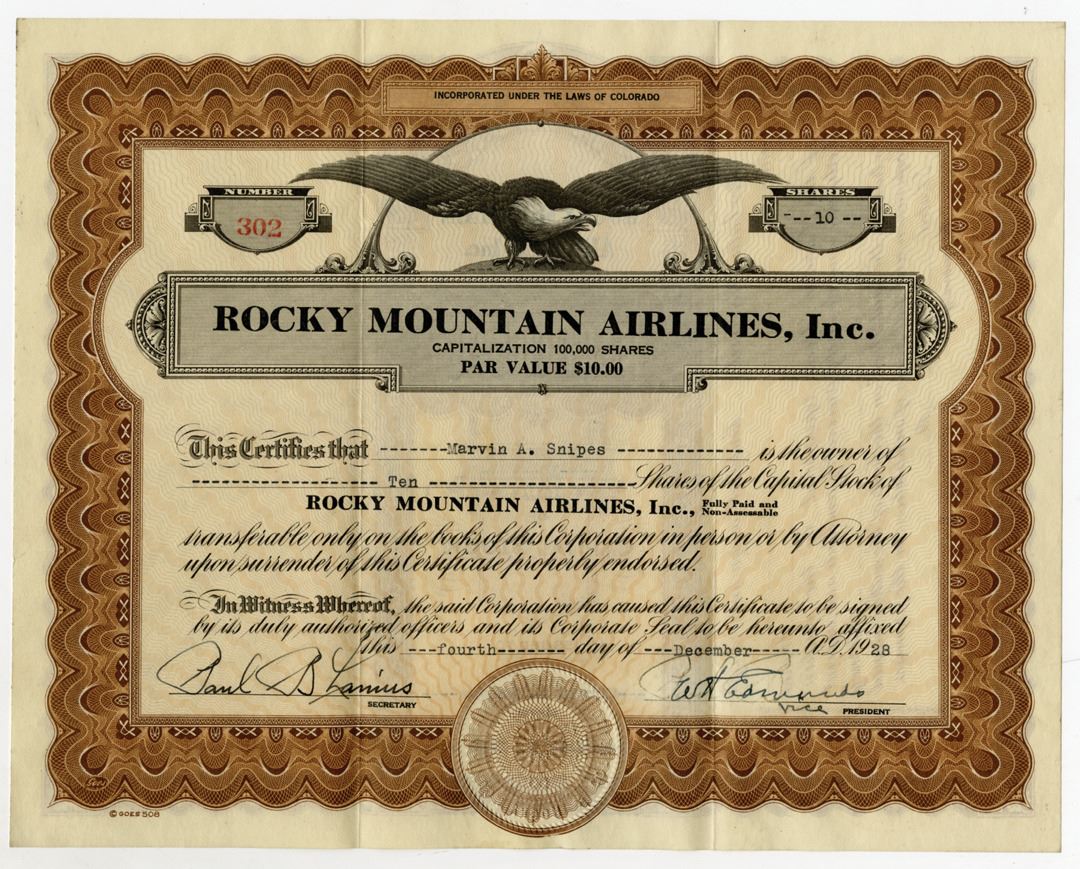 INCORPORATED UNDER THE LAWS OF COLORADO
NUMBER
302
SHARES
---10 --
ROCKY MOUNTAIN AIRLINES, Inc.
CAPITALIZATION 100,000 SHARES
PAR VALUE $10.00
This Certifies that -------Marvin A. Snipes ------------- is the owner of
------------------- Ten ------------------Shares of the Capital Stock of
ROCKY MOUNTAIN AIRLINES, Inc., Fully Paid and Non-Assessable
transferable only on the books of this Corporation in person or by Attorney
upon surrender of this Certificate properly endorsed.
In Witness Whereof, the said Corporation has caused this Certificate to be signed
by its duly authorized officers and its Corporate Seal to be hereunto affixed
this ---fourth------- day of ---December----- A.D. 1928
Paul B Lanius
Edmonds
SECRETARY
vice PRESIDENT
© GOES 508